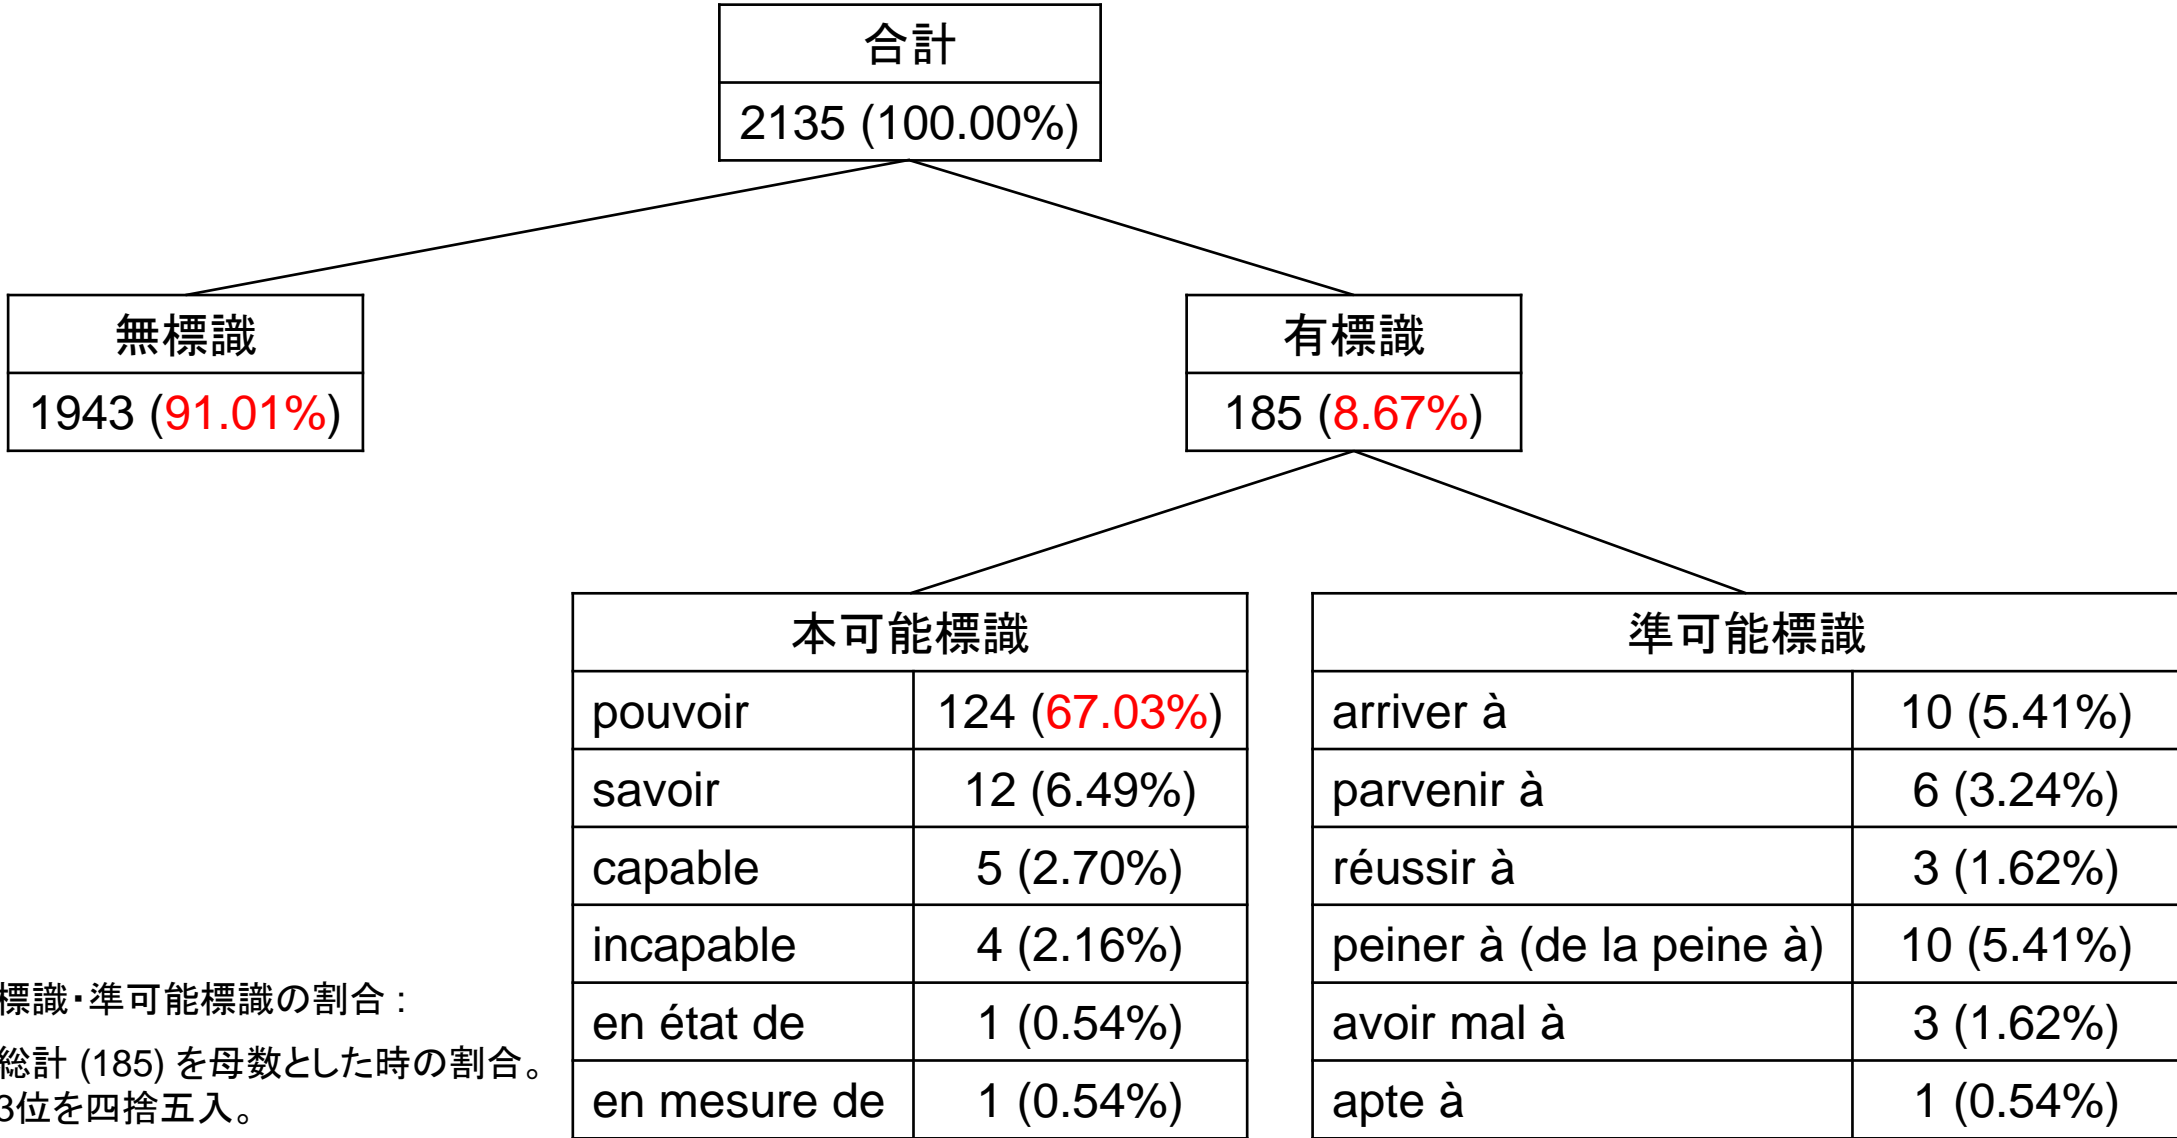 合計
2135 (100.00%)
無標識
1943 (91.01%)
有標識
185 (8.67%)
本可能標識
pouvoir 124 (67.03%)
savoir 12 (6.49%)
capable 5 (2.70%)
incapable 4 (2.16%)
en état de 1 (0.54%)
en mesure de 1 (0.54%)
準可能標識
arriver à 10 (5.41%)
parvenir à 6 (3.24%)
réussir à 3 (1.62%)
peiner à (de la peine à) 10 (5.41%)
avoir mal à 3 (1.62%)
apte à 1 (0.54%)
標識・準可能標識の割合 :
総計 (185) を母数とした時の割合。
3位を四捨五入。